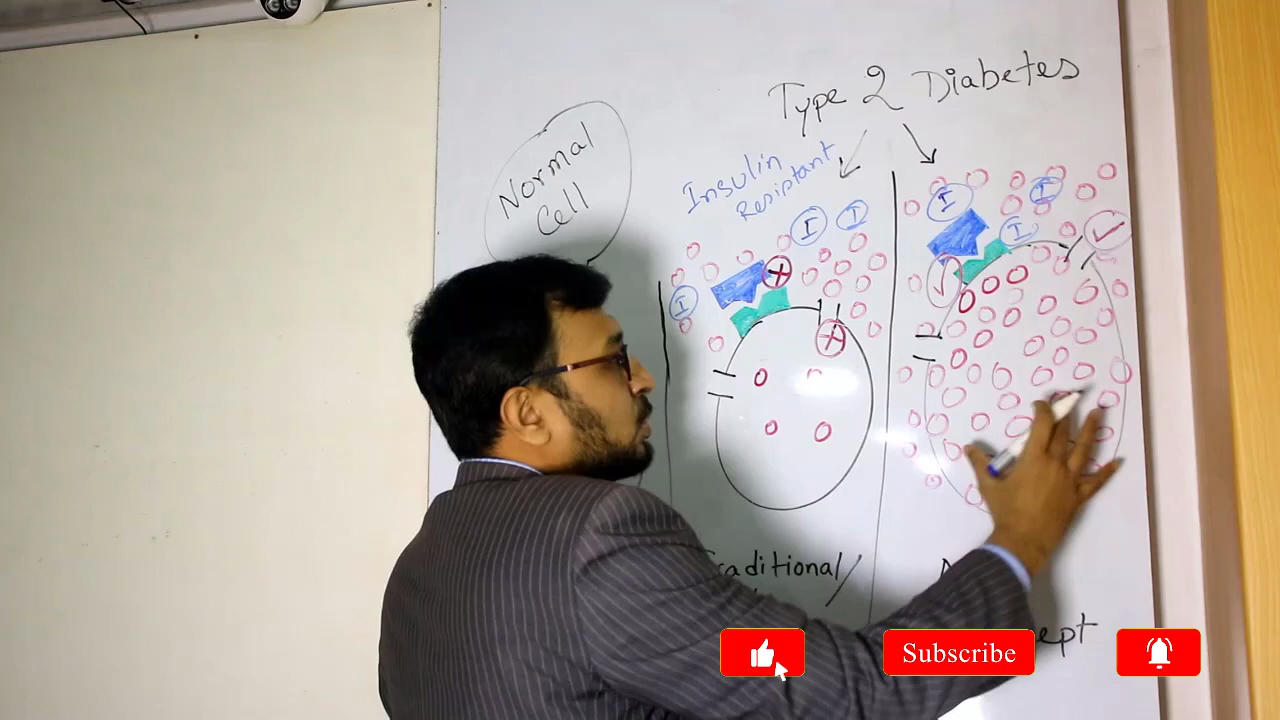 Type 2 Diabetes
Normal
Cell
Insulin
Resistant
I
I
I
I
I
I
raditional/
ept
Subscribe